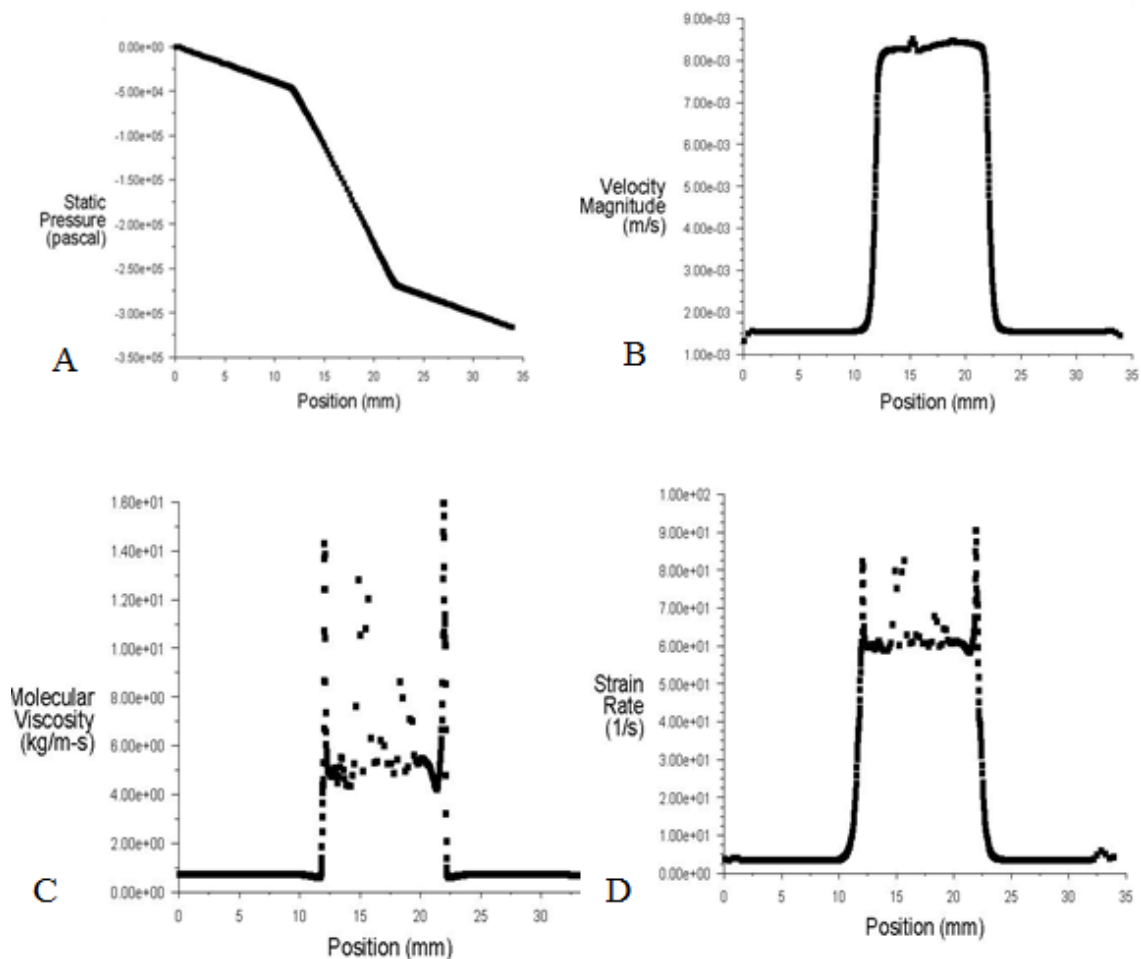 0.00e+00
-5.00e+04
-1.00e+05
-1.50e+05
-2.00e+05
-2.50e+05
-3.00e+05
-3.50e+05
Static
Pressure
(pascal)
0 5 10 15 20 25 30 35
Position (mm)
A
9.00e-03
8.00e-03
7.00e-03
6.00e-03
5.00e-03
4.00e-03
3.00e-03
2.00e-03
1.00e-03
Velocity
Magnitude
(m/s)
0 5 10 15 20 25 30 35
Position (mm)
B
1.60e+01
1.40e+01
1.20e+01
1.00e+01
8.00e+00
6.00e+00
4.00e+00
2.00e+00
0.00e+00
Molecular
Viscosity
(kg/m-s)
0 5 10 15 20 25 30
Position (mm)
C
1.00e+02
9.00e+01
8.00e+01
7.00e+01
6.00e+01
5.00e+01
4.00e+01
3.00e+01
2.00e+01
1.00e+01
0.00e+00
Strain
Rate
(1/s)
0 5 10 15 20 25 30 35
Position (mm)
D